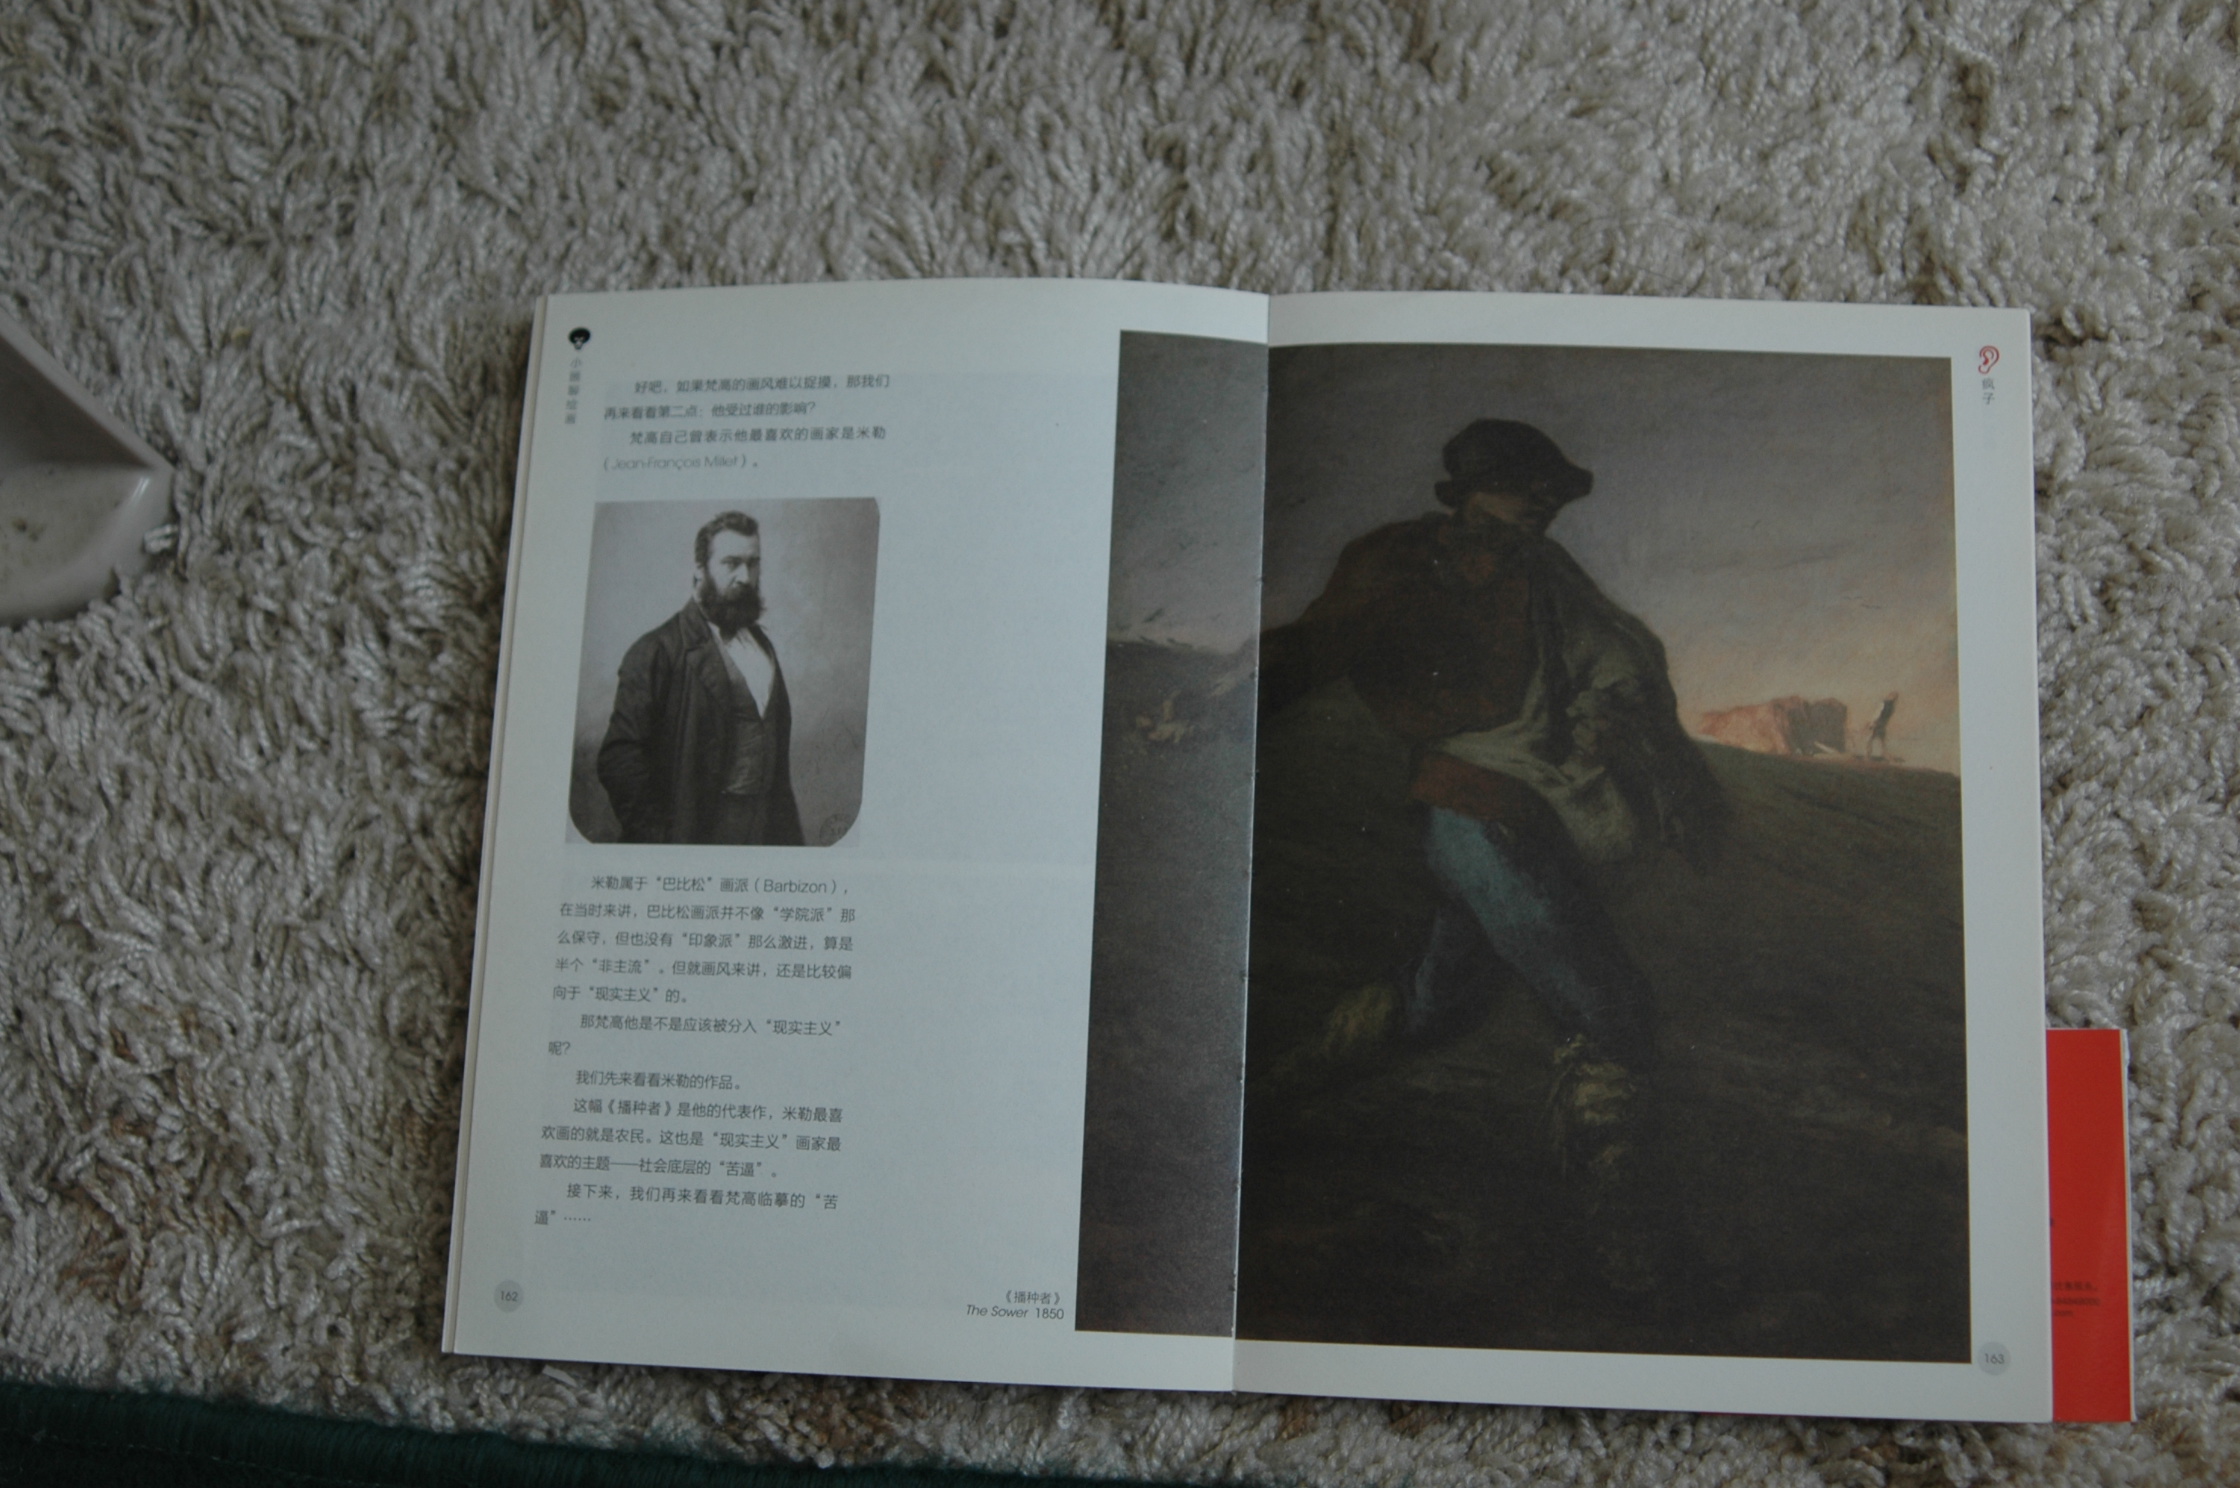 小顾
聊绘
画
好吧，如果梵高的画风难以捉摸，那我们
再来看看第二点：他受过谁的影响？
梵高自己曾表示他最喜欢的画家是米勒
（Jean-François Millet）。
米勒属于“巴比松”画派（Barbizon），
在当时来讲，巴比松画派并不像“学院派”那
么保守，但也没有“印象派”那么激进，算是
半个“非主流”。但就画风来讲，还是比较偏
向于“现实主义”的。
那梵高他是不是应该被分入“现实主义”
呢？
我们先来看看米勒的作品。
这幅《播种者》是他的代表作，米勒最喜
欢画的就是农民。这也是“现实主义”画家最
喜欢的主题——社会底层的“苦逼”。
接下来，我们再来看看梵高临摹的“苦
逼”……
162
《播种者》
The Sower 1850
疯
子
163